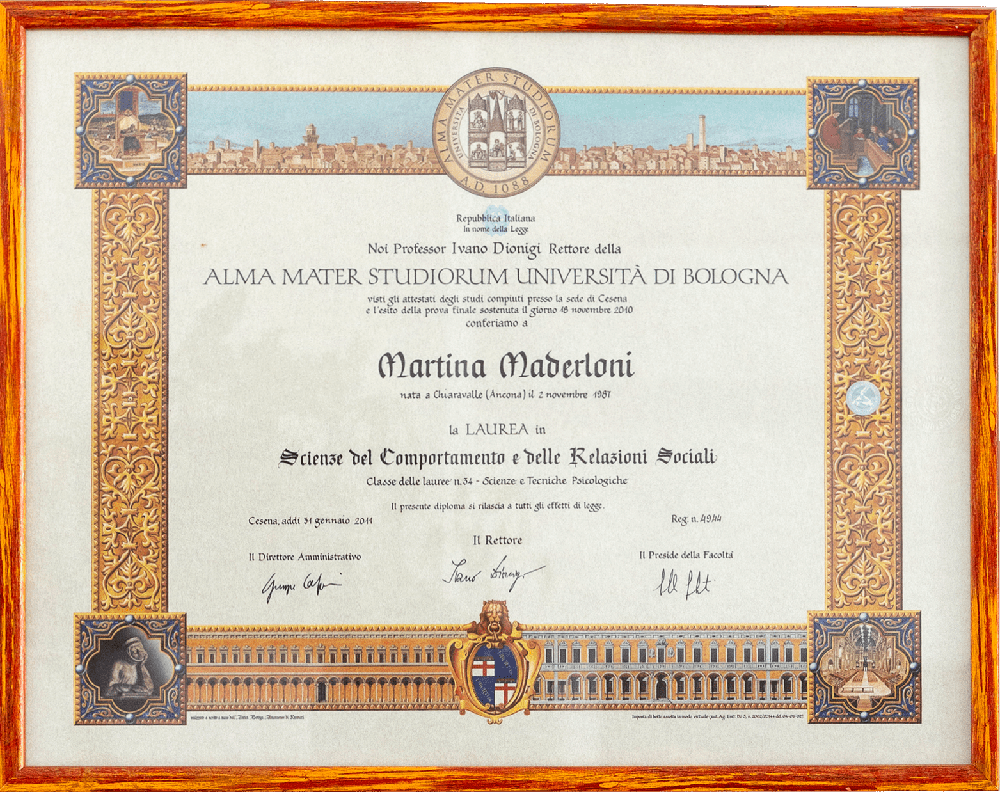 ALMA MATER STUDIORUM
UNIVERSITÀ DI BOLOGNA
A.D. 1088
Repubblica Italiana
In nome della Legge
Noi Professor Ivano Dionigi Rettore della
ALMA MATER STUDIORUM UNIVERSITÀ DI BOLOGNA
visti gli attestati degli studi compiuti presso la sede di Cesena
e l'esito della prova finale sostenuta il giorno 18 novembre 2010
conferiamo a
Martina Maderloni
nata a Chiaravalle (Ancona) il 2 novembre 1987
la LAUREA in
Scienze del Comportamento e delle Relazioni Sociali
Classe delle lauree n.34 - Scienze e Tecniche Psicologiche
Il presente diploma si rilascia a tutti gli effetti di legge.
Cesena, addì 31 gennaio 2011
Reg. n. 4944
Il Rettore
Il Direttore Amministrativo
Il Preside della Facoltà